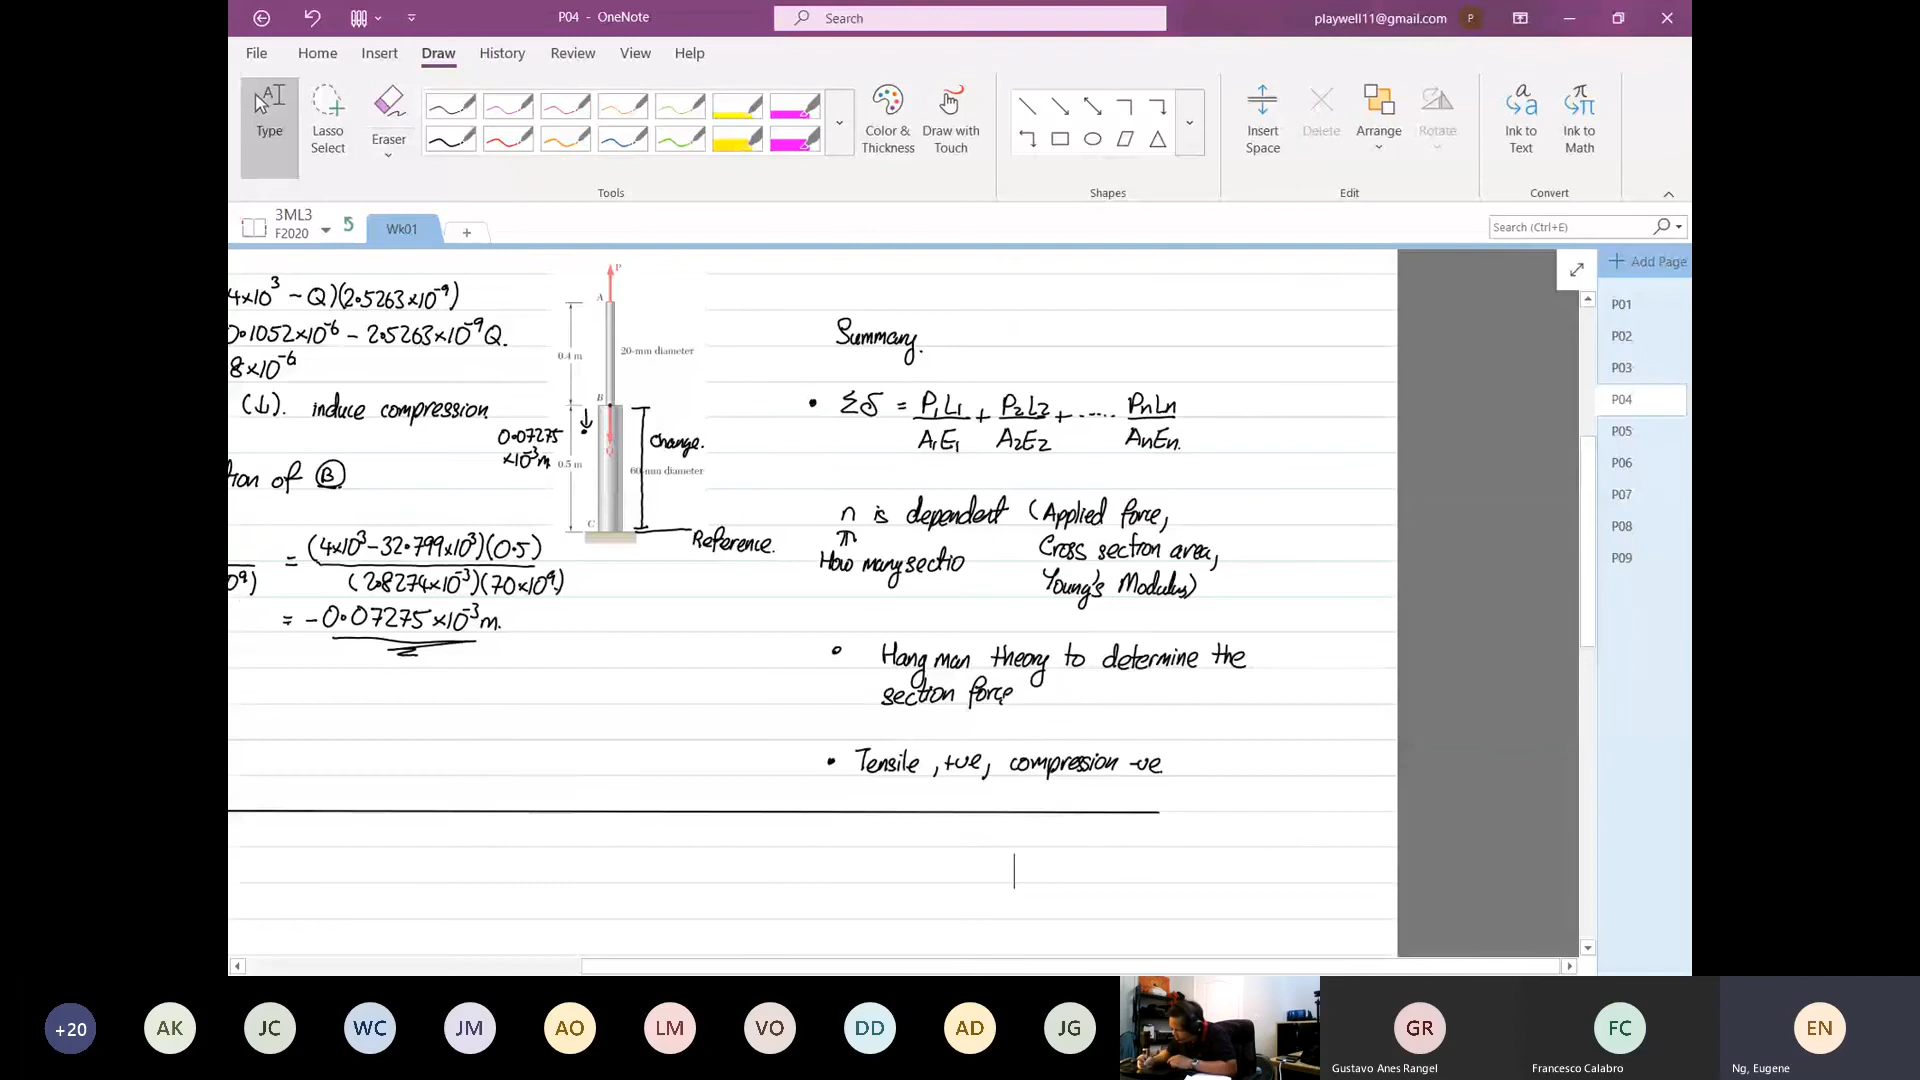 P04 - OneNote
Search
playwell11@gmail.com
P
File
Home
Insert
Draw
History
Review
View
Help
Type
Lasso Select
Eraser
Color & Thickness
Draw with Touch
Insert Space
Delete
Arrange
Rotate
Ink to Text
Ink to Math
Tools
Shapes
Edit
Convert
3ML3 F2020
Wk01
Search (Ctrl+E)
Add Page
P01
P02
P03
P04
P05
P06
P07
P08
P09
4×10³ - Q)(2.5263×10⁻⁹)
0.1052×10⁻⁶ - 2.5263×10⁻⁹Q.
8×10⁻⁶
(↓). induce compression.
tion of Ⓑ
= (4×10³-32.799×10³)(0.5)
0⁹) (2.8274×10⁻³)(70×10⁹)
= -0.07275×10⁻³m.
P
A
0.4 m
20-mm diameter
B
0.07275 ×10⁻³m
Q
Change.
0.5 m
60-mm diameter
C
Reference.
Summary.
• Σδ = P₁L₁/A₁E₁ + P₂L₂/A₂E₂ + ..... PnLn/AnEn.
n is dependent (Applied force,
↑
How many sectio
Cross section area,
Young's Modulus)
• Hang man theory to determine the
section force
• Tensile, +ve, compression -ve.
+20
AK
JC
WC
JM
AO
LM
VO
DD
AD
JG
GR
Gustavo Anes Rangel
FC
Francesco Calabro
EN
Ng, Eugene